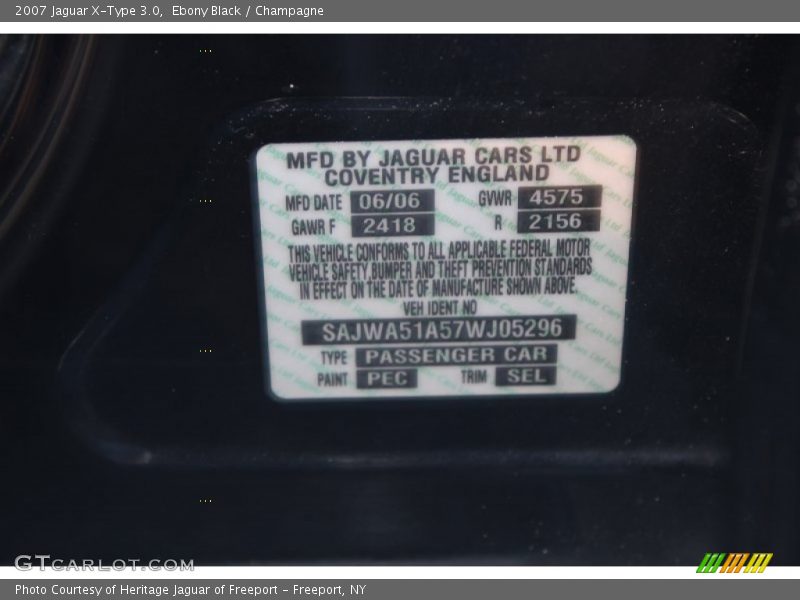 2007 Jaguar X-Type 3.0, Ebony Black / Champagne
MFD BY JAGUAR CARS LTD
COVENTRY ENGLAND
MFD DATE 06/06 GVWR 4575
GAWR F 2418 R 2156
THIS VEHICLE CONFORMS TO ALL APPLICABLE FEDERAL MOTOR
VEHICLE SAFETY,BUMPER AND THEFT PREVENTION STANDARDS
IN EFFECT ON THE DATE OF MANUFACTURE SHOWN ABOVE.
VEH IDENT NO
SAJWA51A57WJ05296
TYPE PASSENGER CAR
PAINT PEC TRIM SEL
GTCARLOT.COM
Photo Courtesy of Heritage Jaguar of Freeport - Freeport, NY